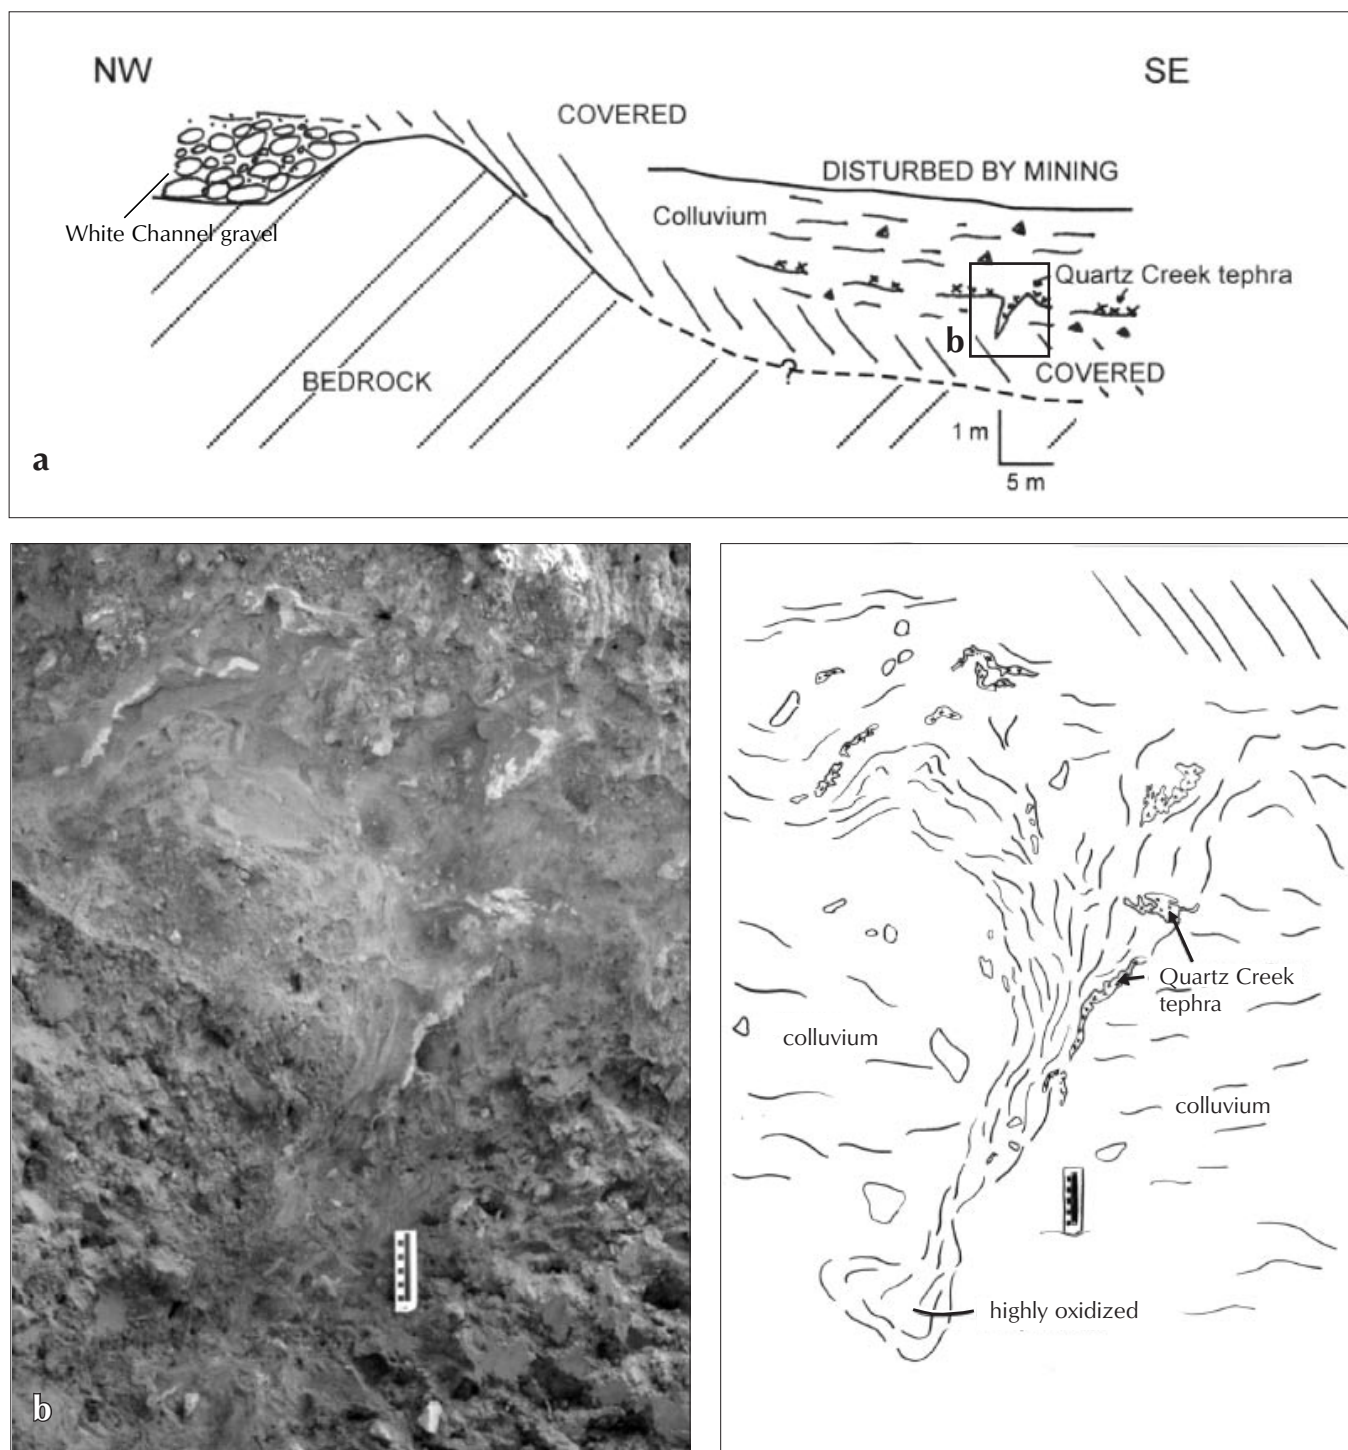 NW
SE
COVERED
DISTURBED BY MINING
Colluvium
White Channel gravel
Quartz Creek tephra
b
BEDROCK
?
COVERED
1 m
5 m
a
Quartz Creek
tephra
colluvium
colluvium
highly oxidized
b